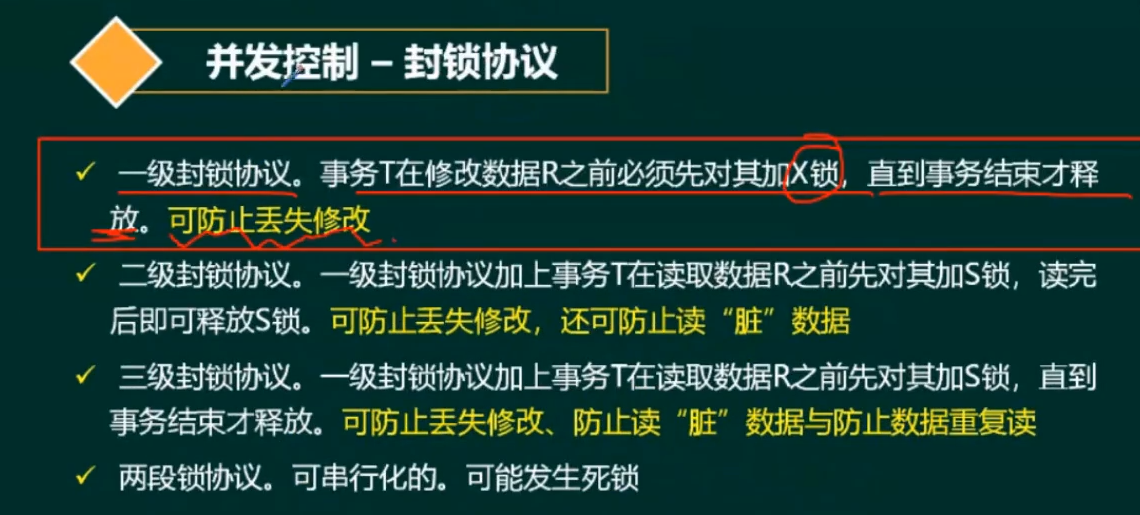 并发控制 – 封锁协议
✓ 一级封锁协议。事务T在修改数据R之前必须先对其加X锁，直到事务结束才释
放。可防止丢失修改
✓ 二级封锁协议。一级封锁协议加上事务T在读取数据R之前先对其加S锁，读完
后即可释放S锁。可防止丢失修改，还可防止读“脏”数据
✓ 三级封锁协议。一级封锁协议加上事务T在读取数据R之前先对其加S锁，直到
事务结束才释放。可防止丢失修改、防止读“脏”数据与防止数据重复读
✓ 两段锁协议。可串行化的。可能发生死锁